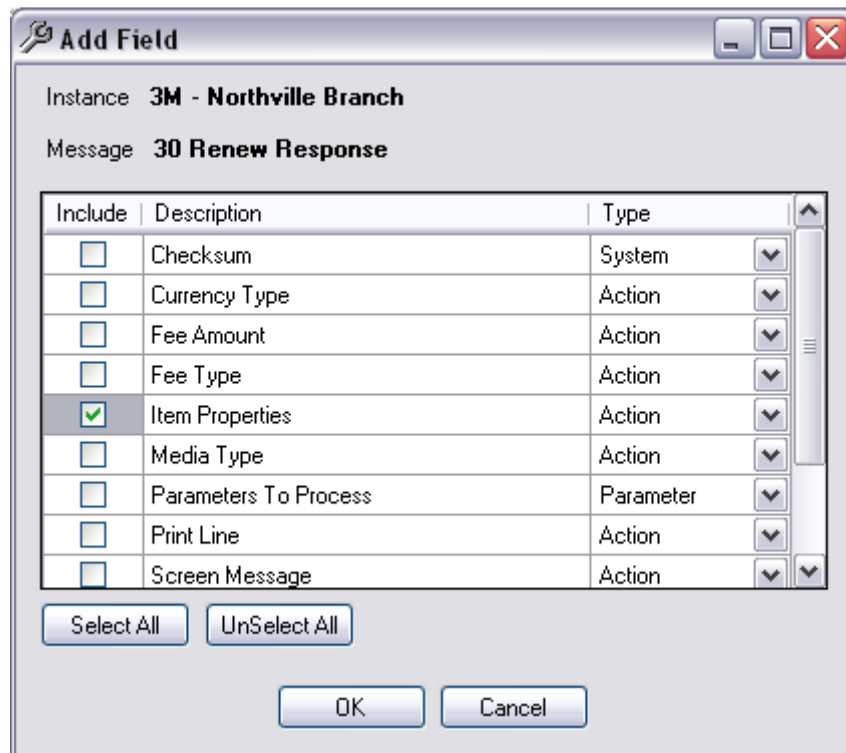 Add Field
Instance 3M - Northville Branch
Message 30 Renew Response
Include Description Type
Checksum System
Currency Type Action
Fee Amount Action
Fee Type Action
Item Properties Action
Media Type Action
Parameters To Process Parameter
Print Line Action
Screen Message Action
Select All UnSelect All
OK Cancel